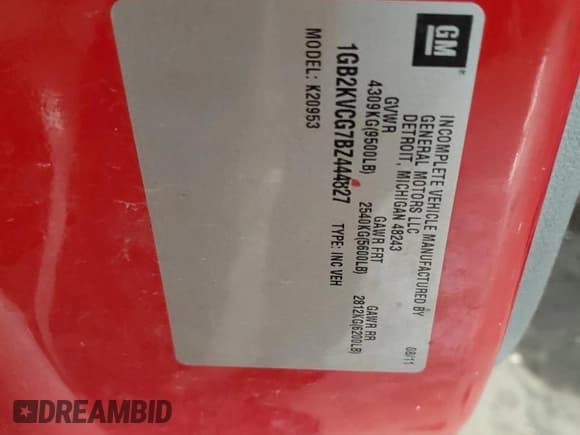 GM
®
INCOMPLETE VEHICLE MANUFACTURED BY
GENERAL MOTORS LLC
DETROIT, MICHIGAN 48243
08/11
GVWR GAWR FRT GAWR RR
4309KG(9500LB) 2540KG(5600LB) 2812KG(6200LB)
1GB2KVCG7BZ444827 TYPE: INC VEH
MODEL: K20953
DREAMBID